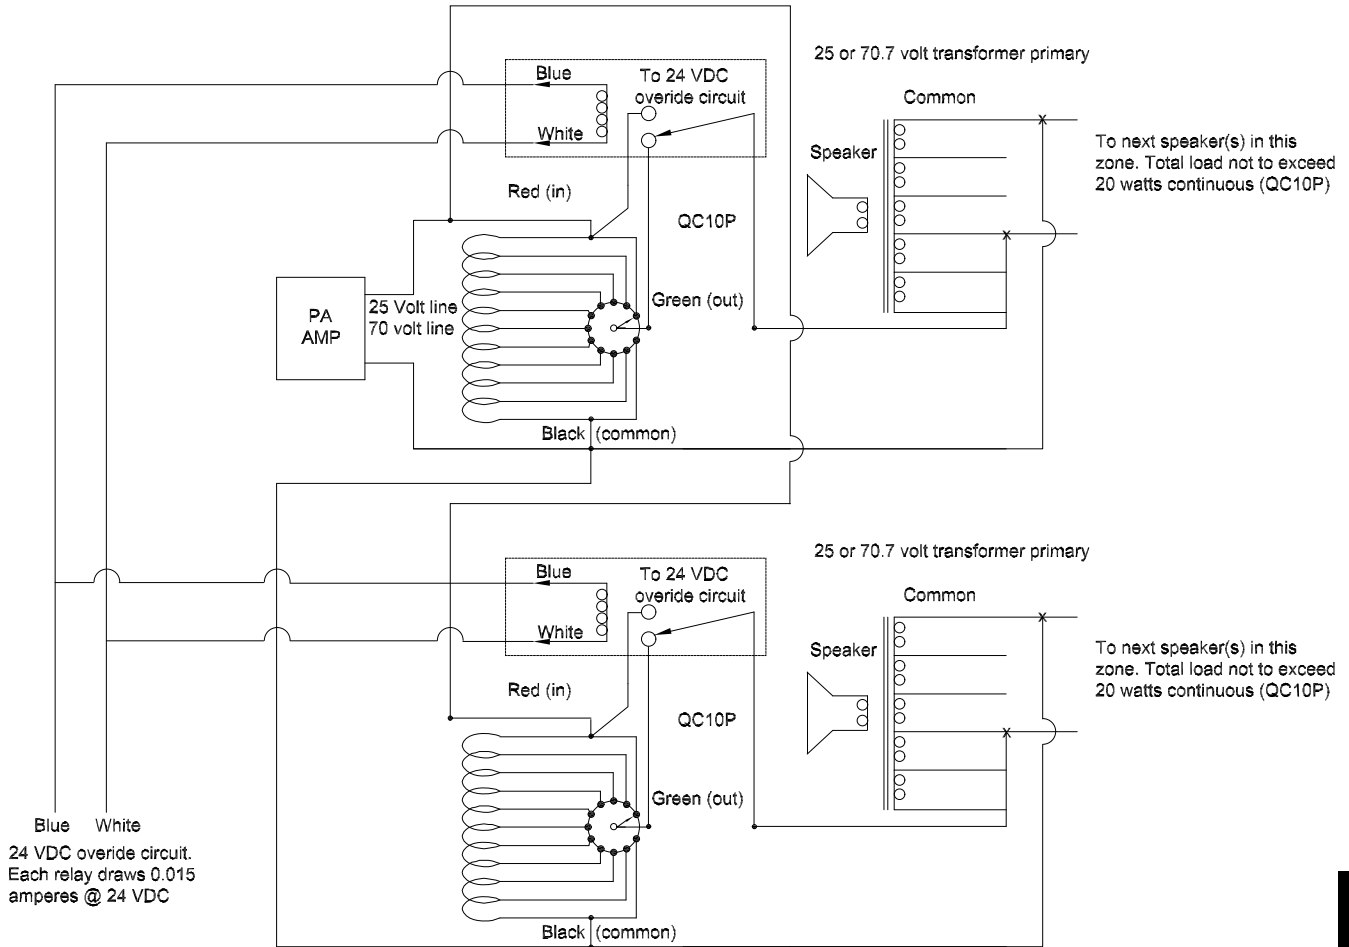 25 or 70.7 volt transformer primary
Blue
To 24 VDC
overide circuit
Common
White
To next speaker(s) in this
zone. Total load not to exceed
20 watts continuous (QC10P)
Speaker
Red (in)
QC10P
Green (out)
25 Volt line
70 volt line
PA
AMP
Black (common)
25 or 70.7 volt transformer primary
Blue
To 24 VDC
overide circuit
Common
White
To next speaker(s) in this
zone. Total load not to exceed
20 watts continuous (QC10P)
Speaker
Red (in)
QC10P
Green (out)
Blue White
24 VDC overide circuit.
Each relay draws 0.015
amperes @ 24 VDC
Black (common)